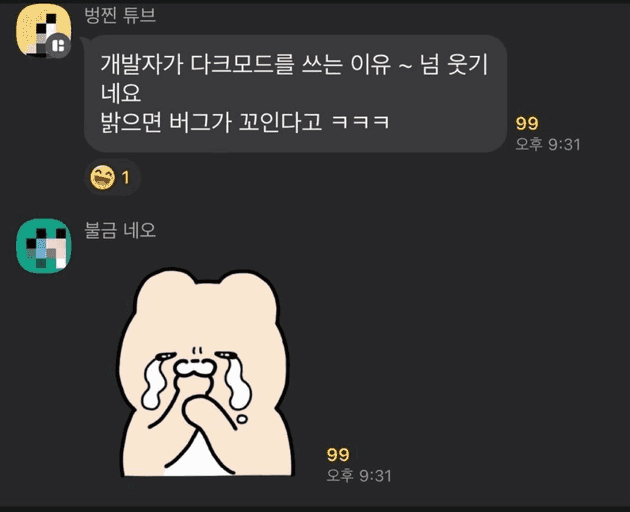 벙찐 튜브
개발자가 다크모드를 쓰는 이유 ~ 넘 웃기
네요
밝으면 버그가 꼬인다고 ㅋㅋㅋ
99
오후 9:31
1
불금 네오
99
오후 9:31